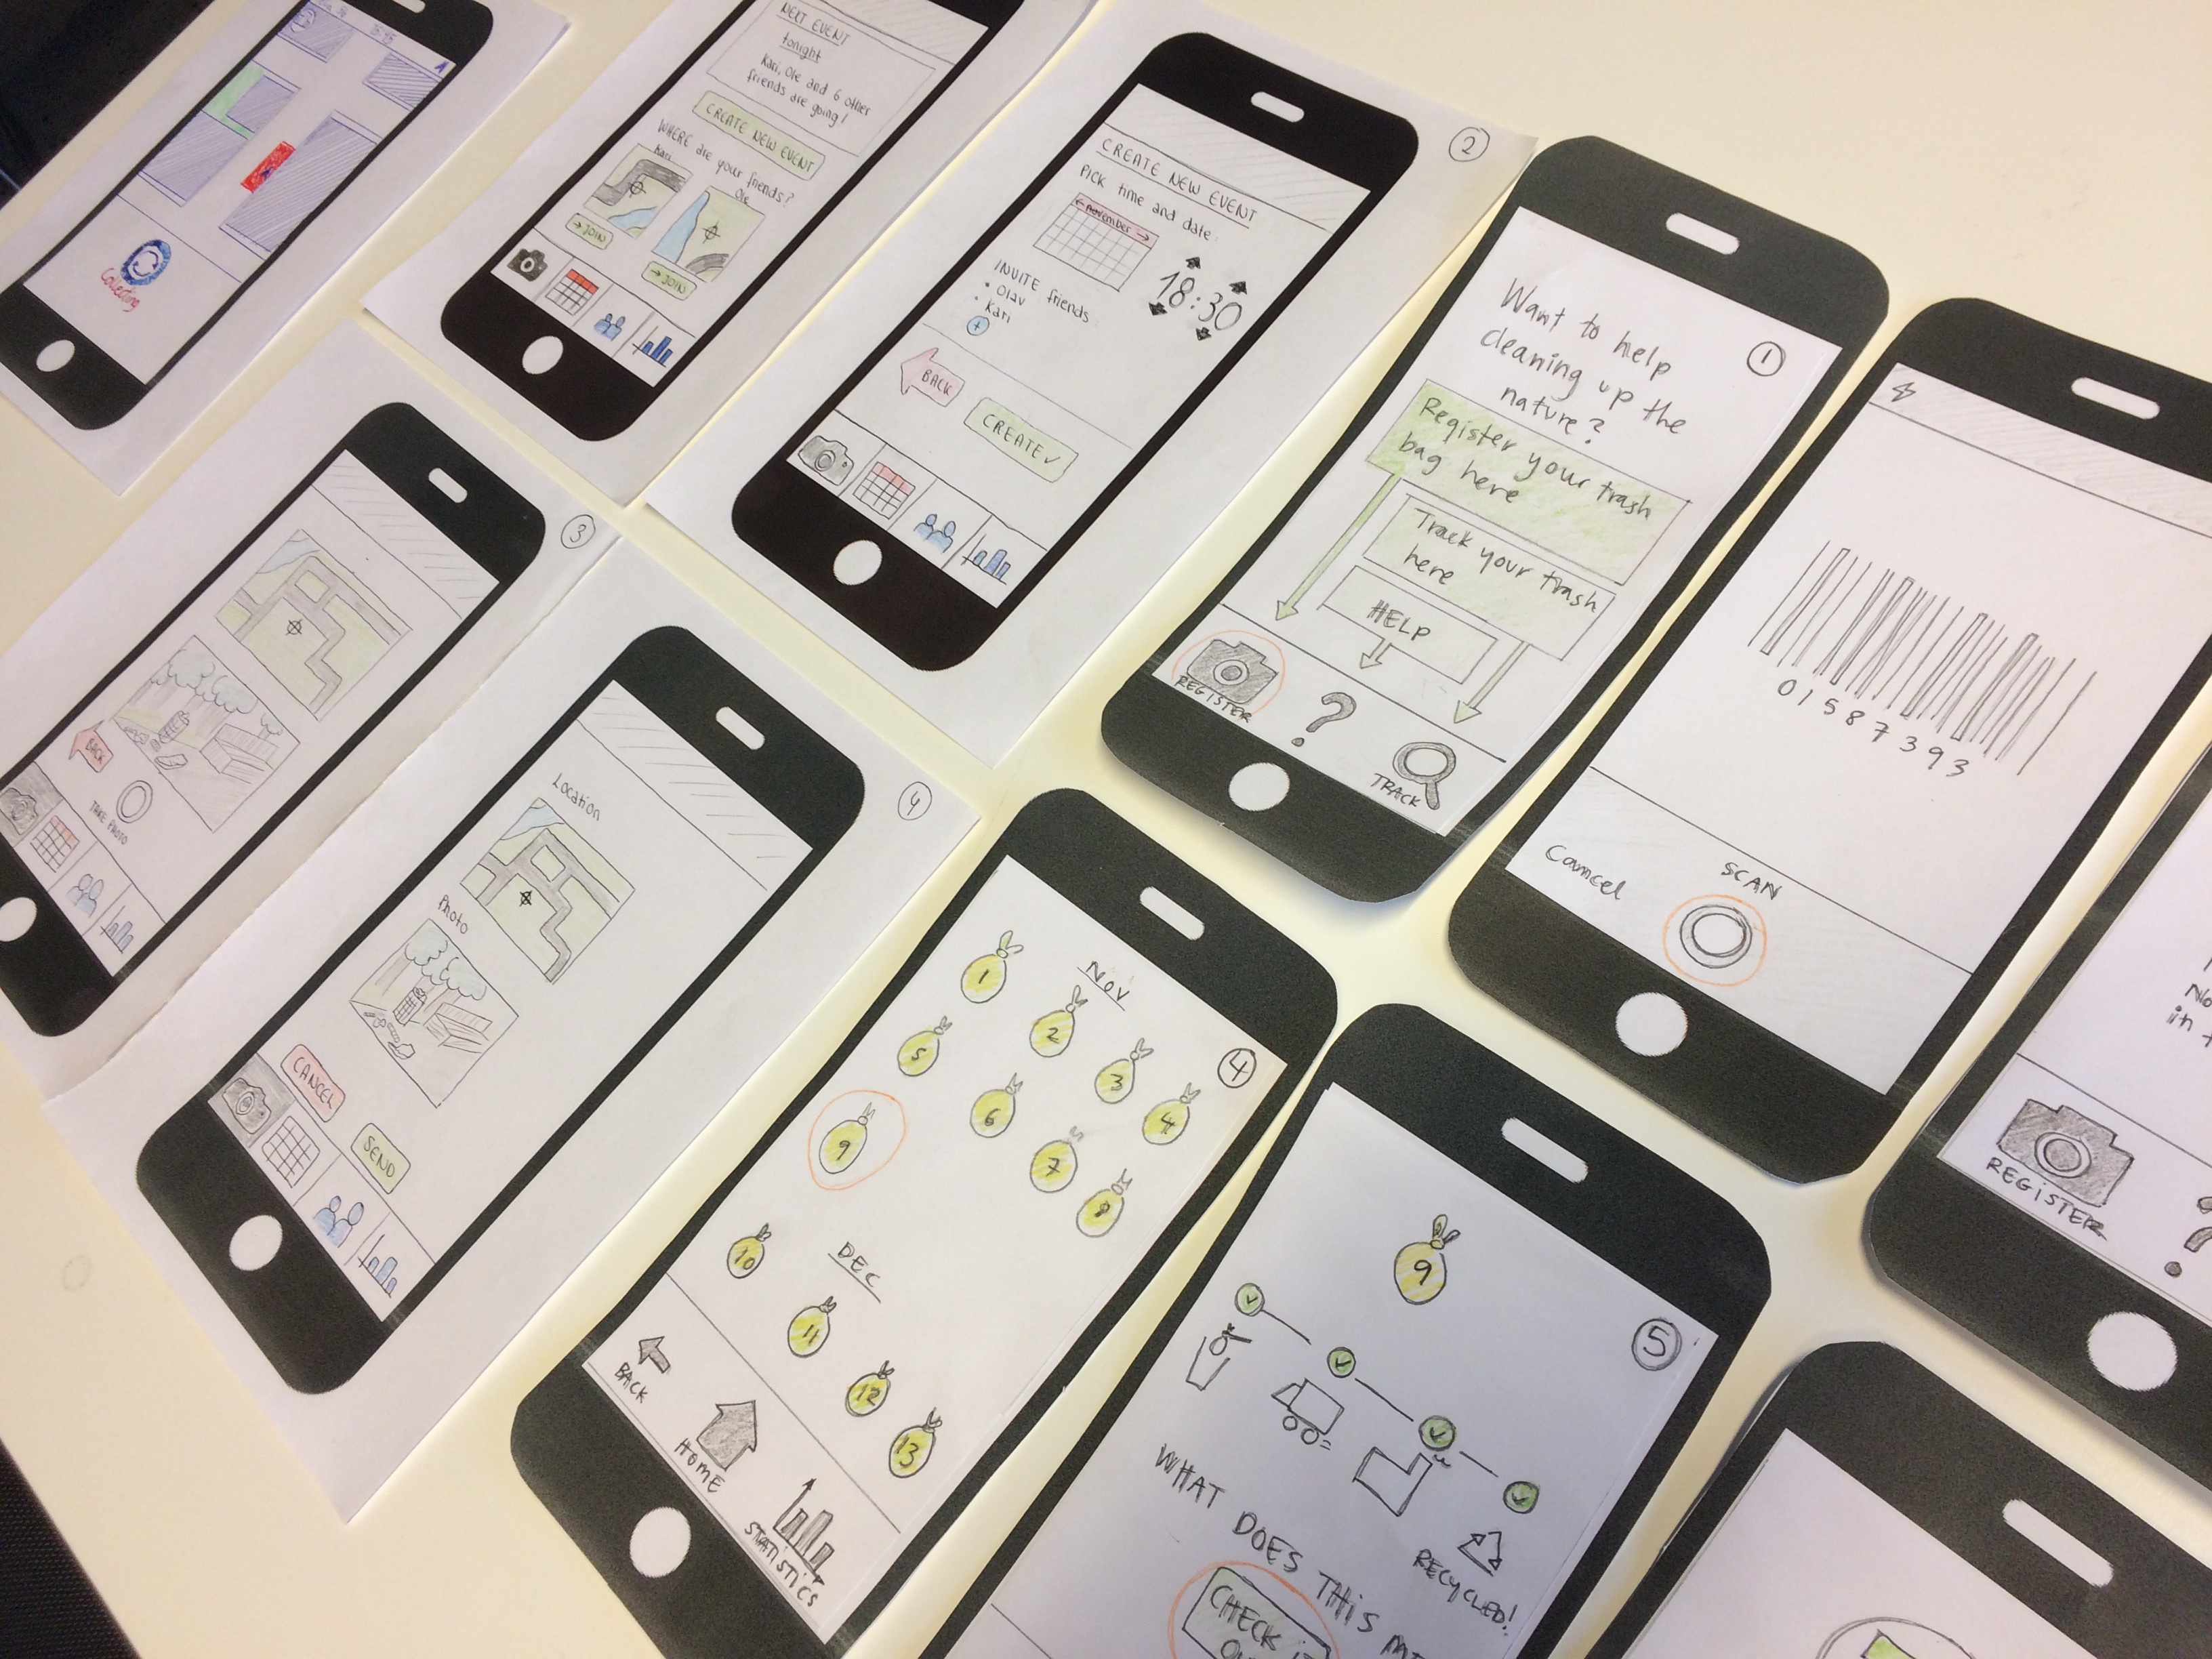 Collecting
NEXT EVENT
tonight
Kari, Ole and 6 other
friends are going!
CREATE NEW EVENT
WHERE are your friends?
Kari
Ole
→ JOIN
→ JOIN
2
CREATE NEW EVENT
PICK time and date:
← november →
18:30
INVITE friends
• Olav
• Kari
+
BACK
CREATE ✓
1
Want to help
cleaning up the
nature?
Register your trash
bag here
Track your trash
here
HELP
REGISTER
?
TRACK
01587393
Cancel
SCAN
3
BACK
TAKE PHOTO
4
Location
Photo
CANCEL
SEND
4
NOV
1
2
3
4
5
6
7
8
9
DEC
10
11
12
13
BACK
HOME
STATISTICS
5
9
RECYCLED!
WHAT DOES THIS
CHECK
No
in
REGISTER
?